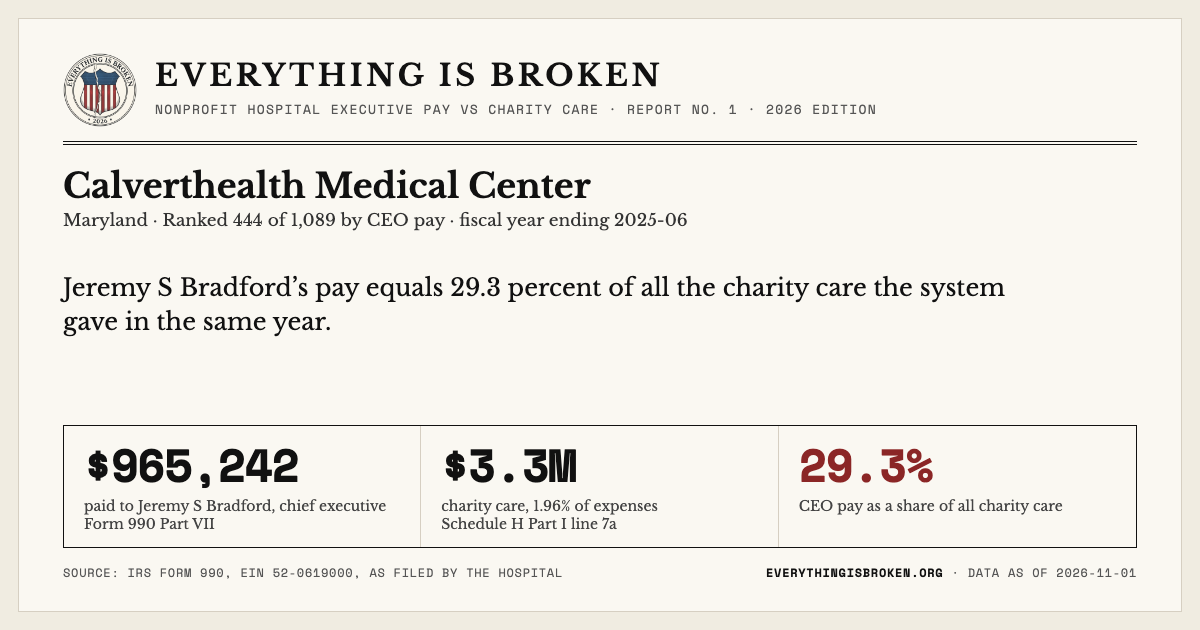 EVERYTHING IS BROKEN
2026
EVERYTHING IS BROKEN
NONPROFIT HOSPITAL EXECUTIVE PAY VS CHARITY CARE · REPORT NO. 1 · 2026 EDITION
Calverthealth Medical Center
Maryland · Ranked 444 of 1,089 by CEO pay · fiscal year ending 2025-06
Jeremy S Bradford’s pay equals 29.3 percent of all the charity care the system
gave in the same year.
$965,242
paid to Jeremy S Bradford, chief executive
Form 990 Part VII
$3.3M
charity care, 1.96% of expenses
Schedule H Part I line 7a
29.3%
CEO pay as a share of all charity care
SOURCE: IRS FORM 990, EIN 52-0619000, AS FILED BY THE HOSPITAL
EVERYTHINGISBROKEN.ORG · DATA AS OF 2026-11-01